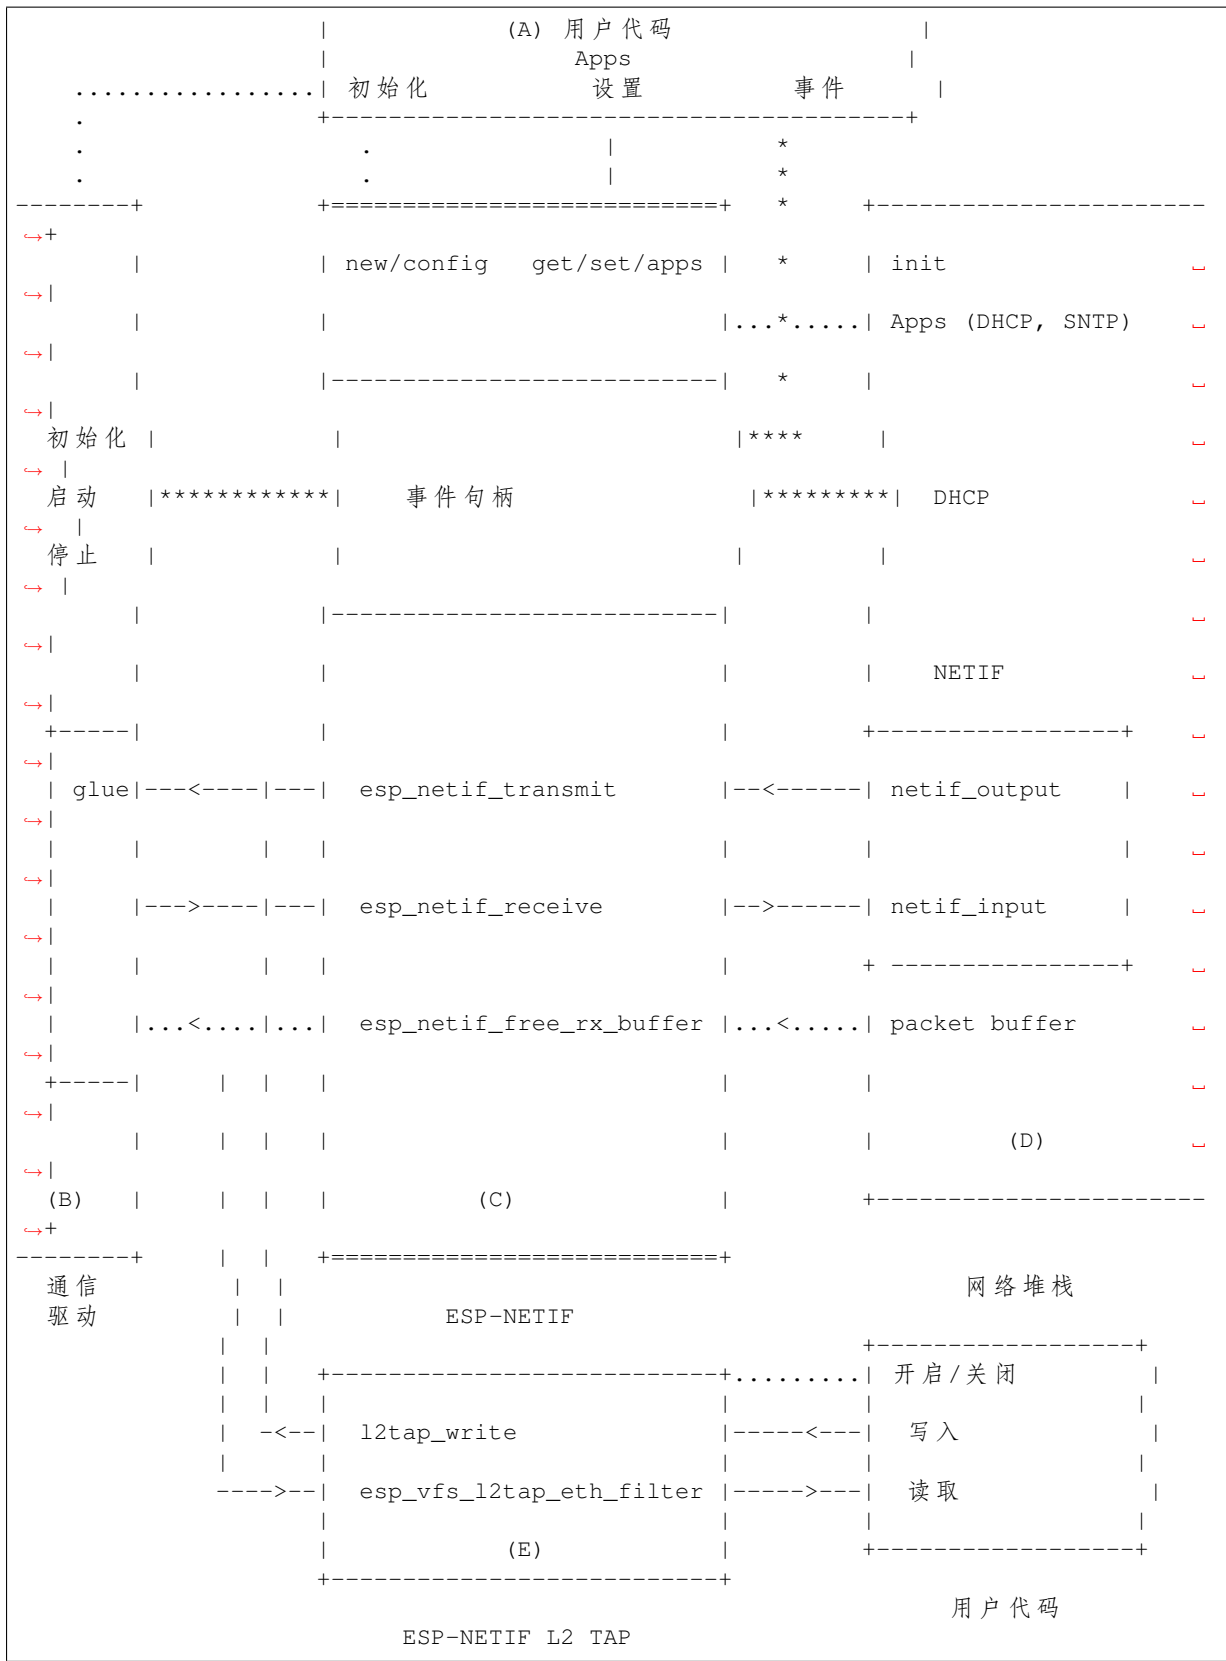 |            (A) 用户代码                 |
                      |                 Apps                   |
    .................| 初始化            设置          事件      |
    .                +----------------------------------------+
    .                   .                |           *
    .                   .                |           *
--------+            +===========================+   *     +-----------------------
↪+
        |            | new/config   get/set/apps |   *     | init                  ␣
↪|
        |            |                           |...*.....| Apps (DHCP, SNTP)     ␣
↪|
        |            |---------------------------|   *     |                       ␣
↪|
  初始化 |            |                           |****     |                       ␣
↪ |
  启动   |************|     事件句柄               |*********|  DHCP                 ␣
↪  |
  停止   |            |                           |         |                       ␣
↪ |
        |            |---------------------------|         |                       ␣
↪|
        |            |                           |         |    NETIF              ␣
↪|
  +-----|            |                           |         +-----------------+     ␣
↪|
  | glue|---<----|---|  esp_netif_transmit       |--<------| netif_output    |     ␣
↪|
  |     |        |   |                           |         |                 |     ␣
↪|
  |     |--->----|---|  esp_netif_receive        |-->------| netif_input     |     ␣
↪|
  |     |        |   |                           |         + ----------------+     ␣
↪|
  |     |...<....|...|  esp_netif_free_rx_buffer |...<.....| packet buffer         ␣
↪|
  +-----|     |  |   |                           |         |                       ␣
↪|
        |     |  |   |                           |         |         (D)           ␣
↪|
  (B)   |     |  |   |          (C)              |         +-----------------------
↪+
--------+     |  |   +===========================+
  通信         |  |                                               网络堆栈
  驱动         |  |           ESP-NETIF
              |  |                                         +------------------+
              |  |   +---------------------------+.........| 开启/关闭          |
              |  |   |                           |         |                  |
              |  -<--|  l2tap_write              |-----<---|  写入             |
              |      |                           |         |                  |
              ---->--|  esp_vfs_l2tap_eth_filter |----->---|  读取             |
                     |                           |         |                  |
                     |            (E)            |         +------------------+
                     +---------------------------+
                                                                用户代码
                          ESP-NETIF L2 TAP